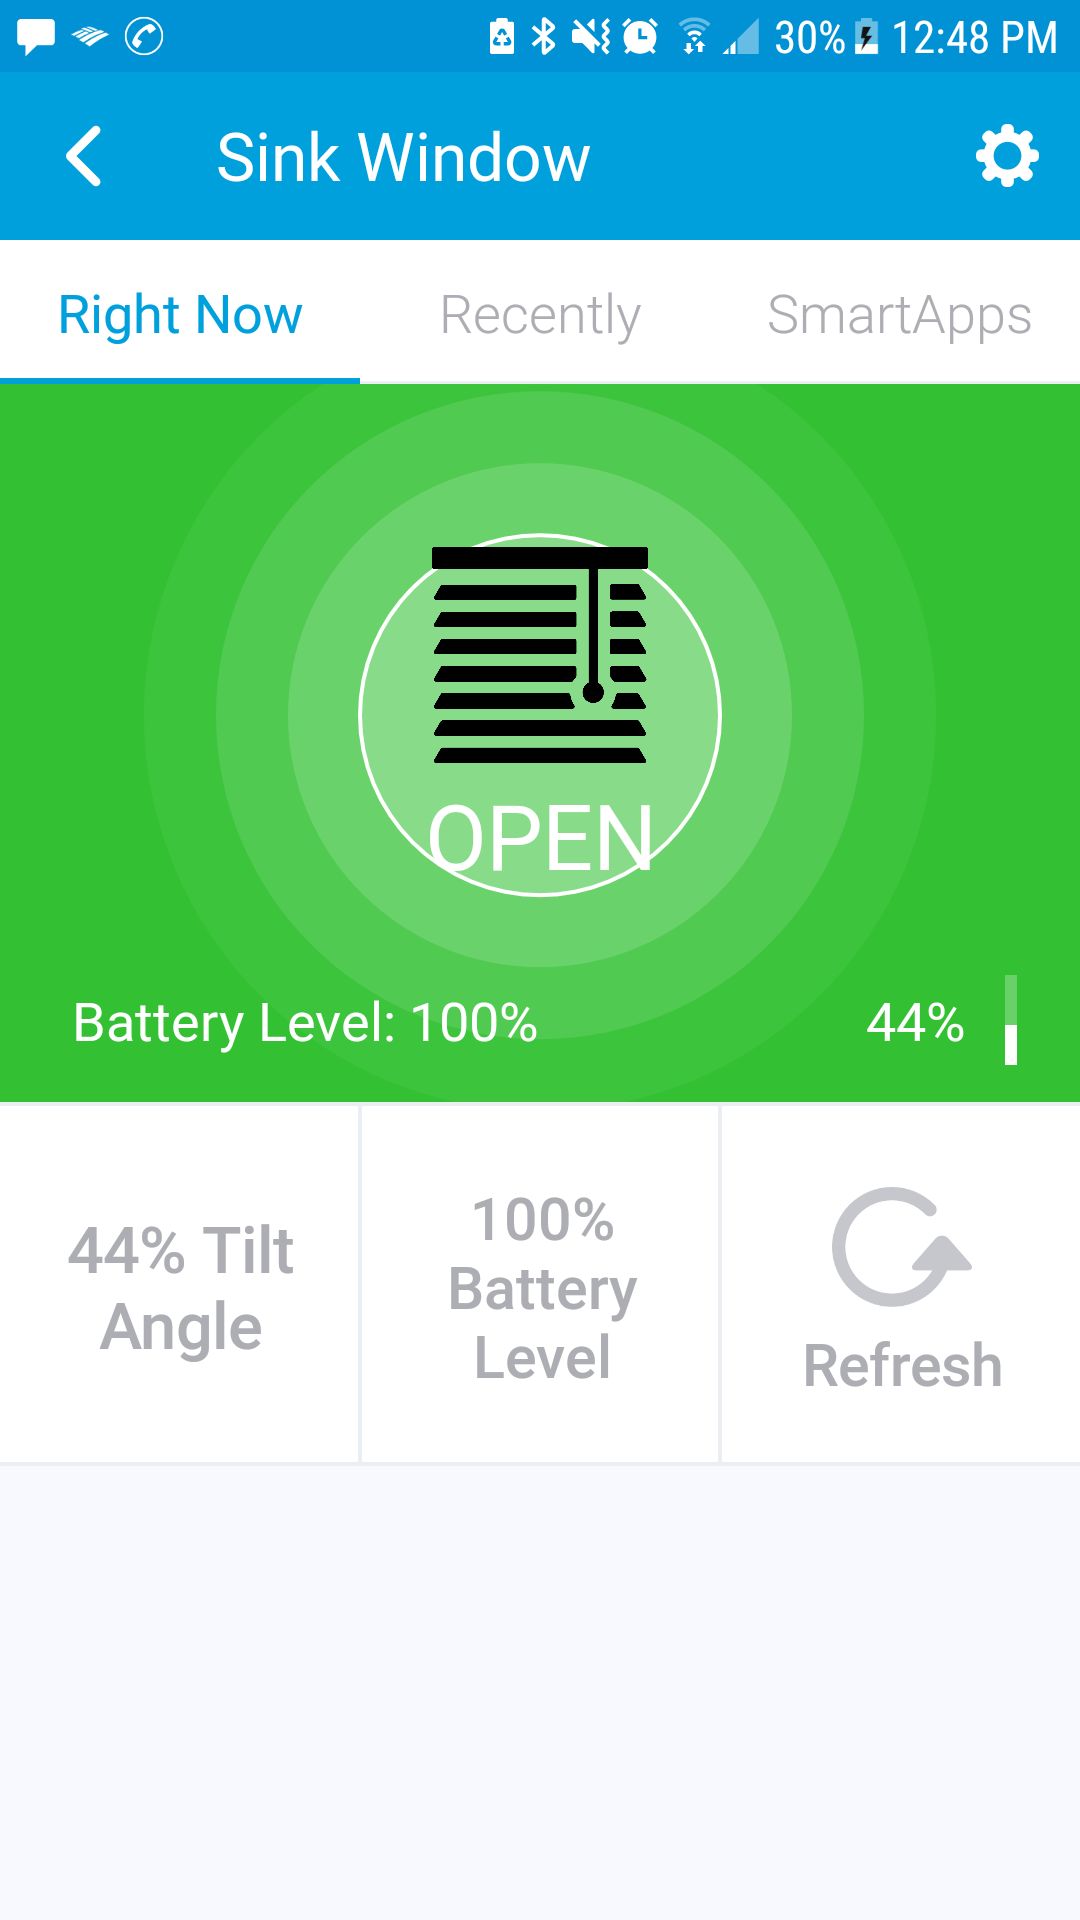 30% 12:48 PM
Sink Window
Right Now Recently SmartApps
OPEN
Battery Level: 100% 44%
44% Tilt
Angle
100%
Battery
Level
Refresh